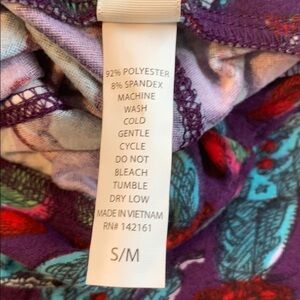 92% POLYESTER
8% SPANDEX
MACHINE
WASH
COLD
GENTLE
CYCLE
DO NOT
BLEACH
TUMBLE
DRY LOW
MADE IN VIETNAM
RN# 142161
S/M